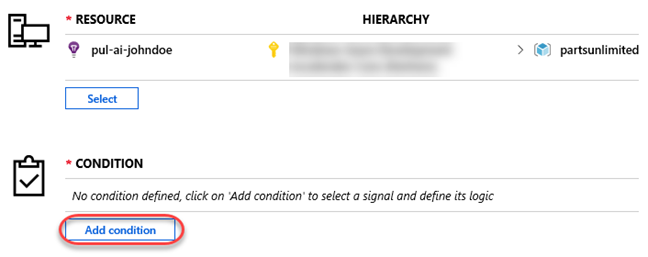 * RESOURCE HIERARCHY
pul-ai-johndoe > partsunlimited
Select
* CONDITION
No condition defined, click on 'Add condition' to select a signal and define its logic
Add condition